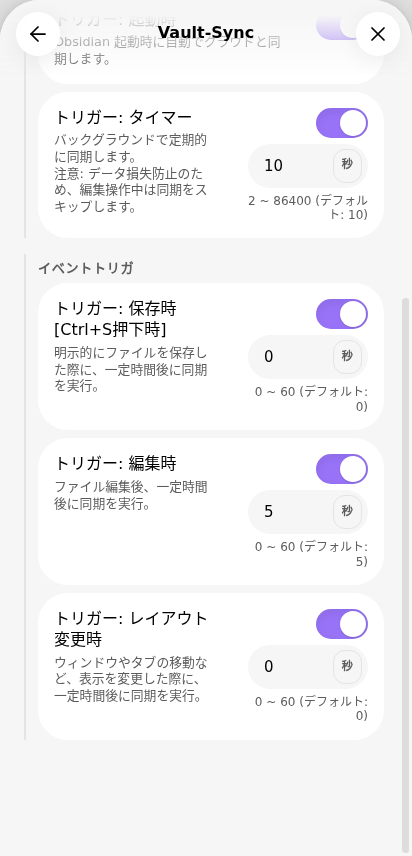 トリガー: 起動時
Vault-Sync
Obsidian 起動時に自動でクラウドと同
期します。
トリガー: タイマー
バックグラウンドで定期的
に同期します。
注意: データ損失防止のた
め、編集操作中は同期をス
キップします。
10
秒
2 ~ 86400 (デフォル
ト: 10)
イベントトリガ
トリガー: 保存時
[Ctrl+S押下時]
明示的にファイルを保存し
た際に、一定時間後に同期
を実行。
0
秒
0 ~ 60 (デフォルト:
0)
トリガー: 編集時
ファイル編集後、一定時間
後に同期を実行。
5
秒
0 ~ 60 (デフォルト:
5)
トリガー: レイアウト
変更時
ウィンドウやタブの移動な
ど、表示を変更した際に、
一定時間後に同期を実行。
0
秒
0 ~ 60 (デフォルト:
0)